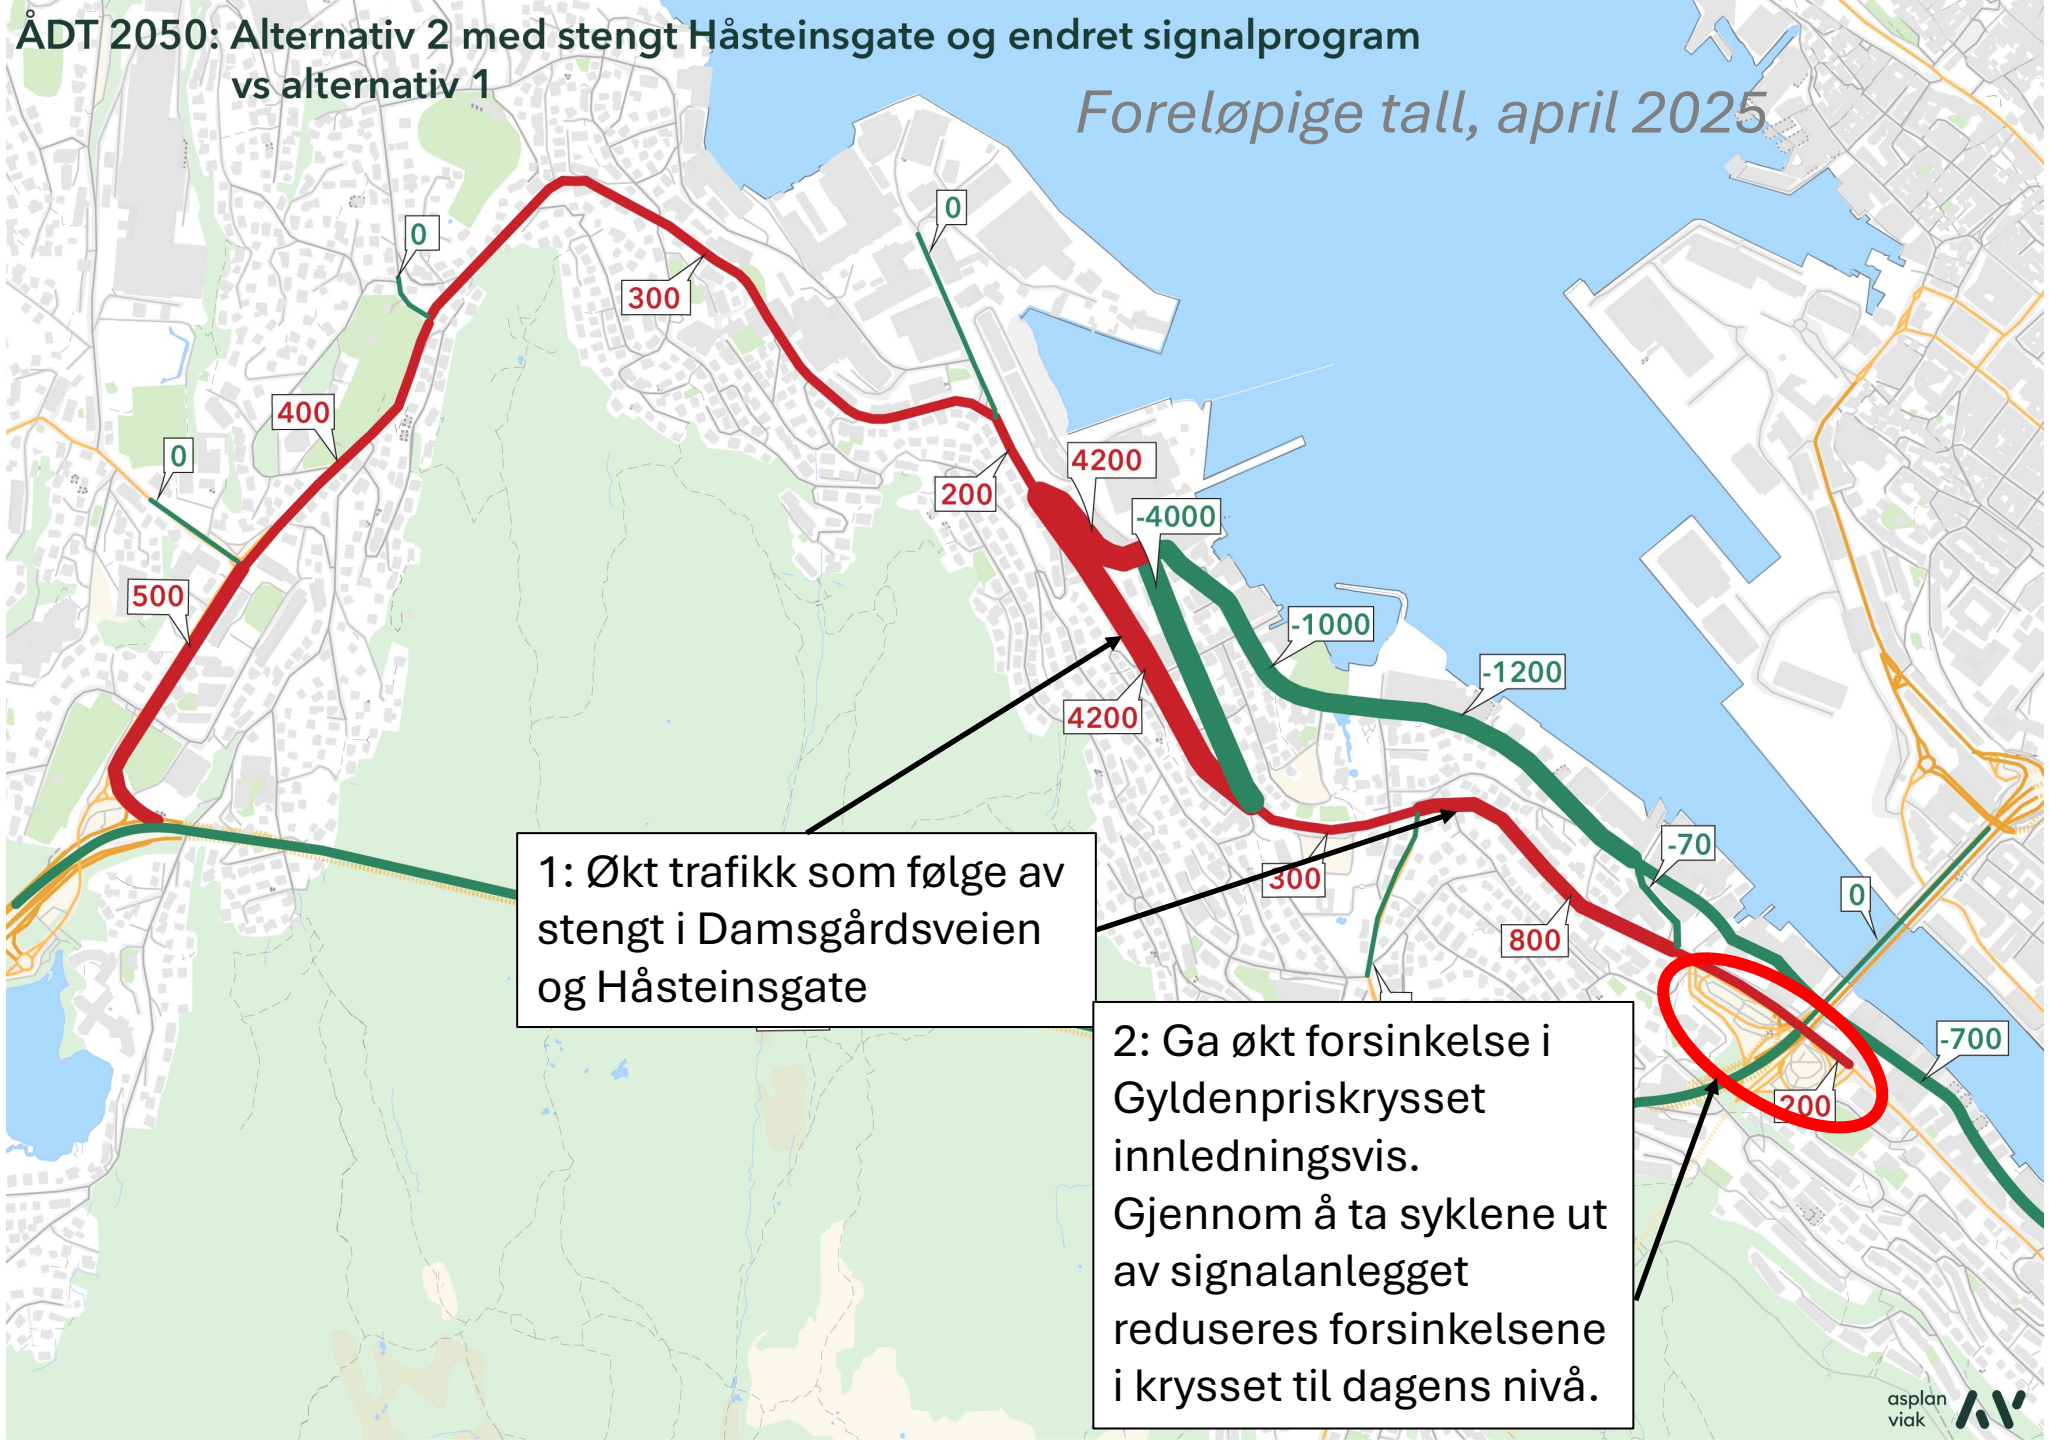 ÅDT 2050: Alternativ 2 med stengt Håsteinsgate og endret signalprogram
vs alternativ 1
Foreløpige tall, april 2025
0
0
300
400
0
4200
200
-4000
500
-1000
-1200
4200
300
-70
800
0
-700
200
1: Økt trafikk som følge av
stengt i Damsgårdsveien
og Håsteinsgate
2: Ga økt forsinkelse i
Gyldenpriskrysset
innledningsvis.
Gjennom å ta syklene ut
av signalanlegget
reduseres forsinkelsene
i krysset til dagens nivå.
asplan
viak